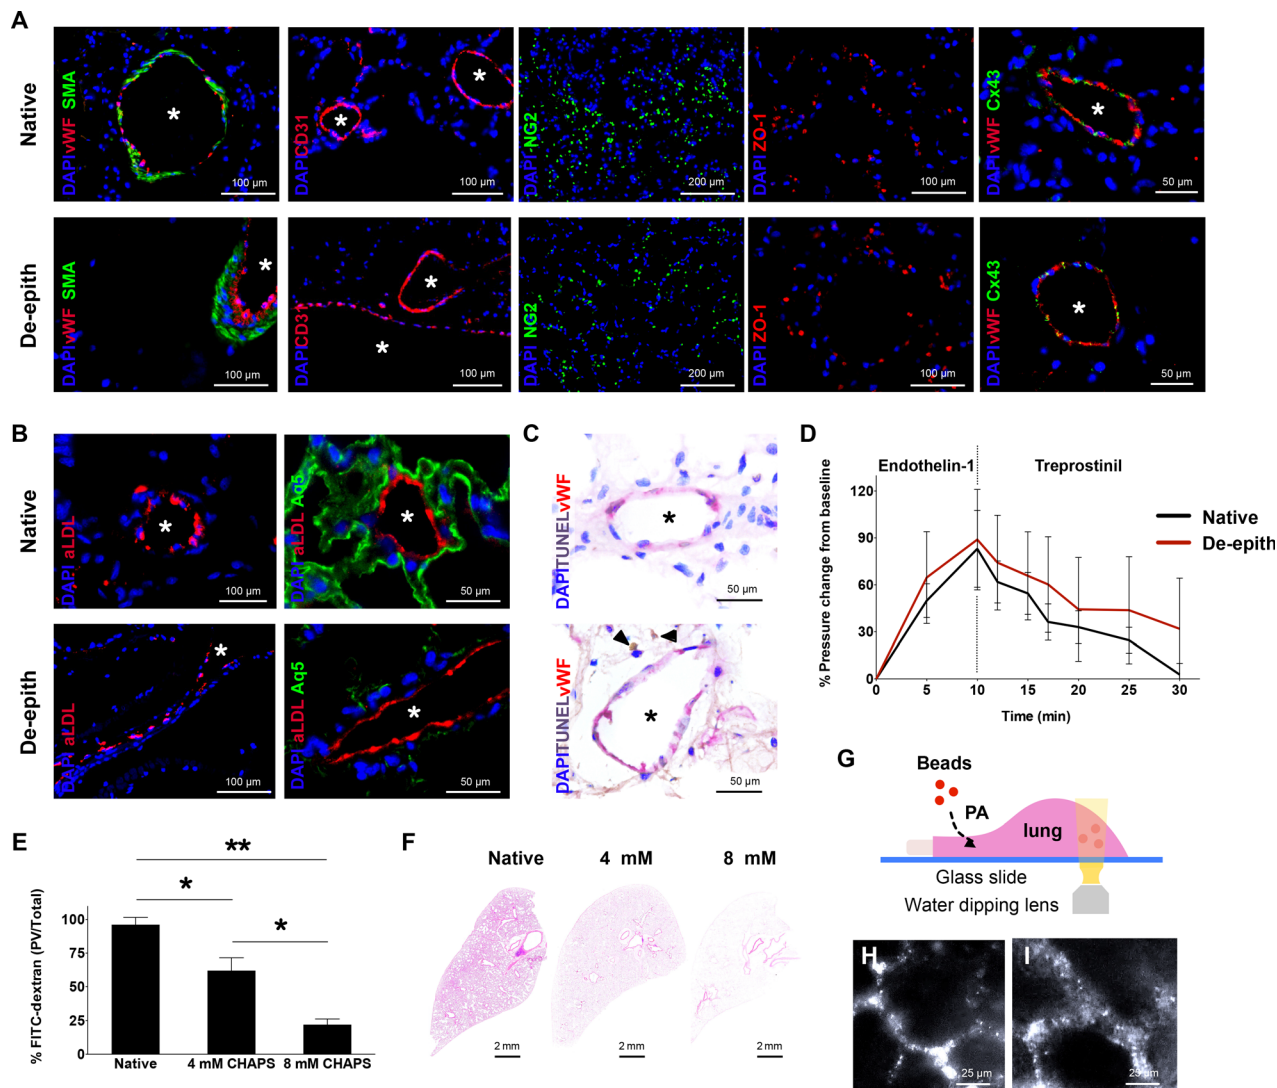 A
Native
DAPI vWF SMA
100 µm
DAPI CD31
100 µm
DAPI NG2
200 µm
DAPI ZO-1
100 µm
DAPI vWF Cx43
50 µm
De-epith
DAPI vWF SMA
100 µm
DAPI CD31
100 µm
DAPI NG2
200 µm
DAPI ZO-1
100 µm
DAPI vWF Cx43
50 µm
B
Native
DAPI aLDL
100 µm
DAPI aLDL Aq5
50 µm
De-epith
DAPI aLDL
100 µm
DAPI aLDL Aq5
50 µm
C
DAPITUNELvWF
50 µm
DAPITUNELvWF
50 µm
D
Endothelin-1
Treprostinil
% Pressure change from baseline
120
90
60
30
0
0 5 10 15 20 25 30
Time (min)
Native
De-epith
E
** 
* 
* 
% FITC-dextran (PV/Total)
100
75
50
25
0
Native 4 mM CHAPS 8 mM CHAPS
F
Native 4 mM 8 mM
2 mm 2 mm 2 mm
G
Beads
PA
lung
Glass slide
Water dipping lens
H
25 µm
I
25 µm